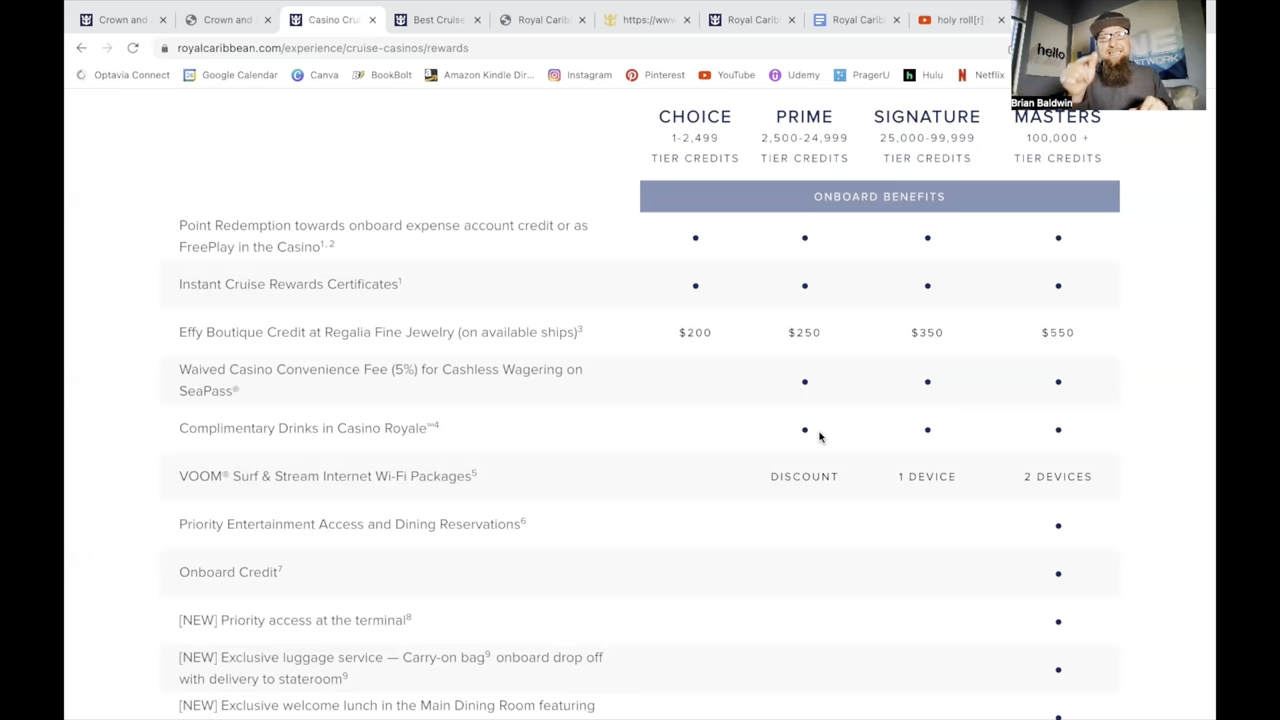 Crown and
Crown and
Casino Cru
Best Cruise
Royal Carib
https://ww
Royal Carib
Royal Carib
holy roll[r] -
royalcaribbean.com/experience/cruise-casinos/rewards
Optavia Connect
Google Calendar
Canva
BookBolt
Amazon Kindle Dir...
Instagram
Pinterest
YouTube
Udemy
PragerU
Hulu
Netflix
hello
Brian Baldwin
CHOICE
1-2,499
TIER CREDITS
PRIME
2,500-24,999
TIER CREDITS
SIGNATURE
25,000-99,999
TIER CREDITS
MASTERS
100,000 +
TIER CREDITS
ONBOARD BENEFITS
Point Redemption towards onboard expense account credit or as
FreePlay in the Casino1,2
Instant Cruise Rewards Certificates1
Effy Boutique Credit at Regalia Fine Jewelry (on available ships)3
$200 $250 $350 $550
Waived Casino Convenience Fee (5%) for Cashless Wagering on
SeaPass®
Complimentary Drinks in Casino Royale℠4
VOOM® Surf & Stream Internet Wi-Fi Packages5
DISCOUNT 1 DEVICE 2 DEVICES
Priority Entertainment Access and Dining Reservations6
Onboard Credit7
[NEW] Priority access at the terminal8
[NEW] Exclusive luggage service — Carry-on bag9 onboard drop off
with delivery to stateroom9
[NEW] Exclusive welcome lunch in the Main Dining Room featuring